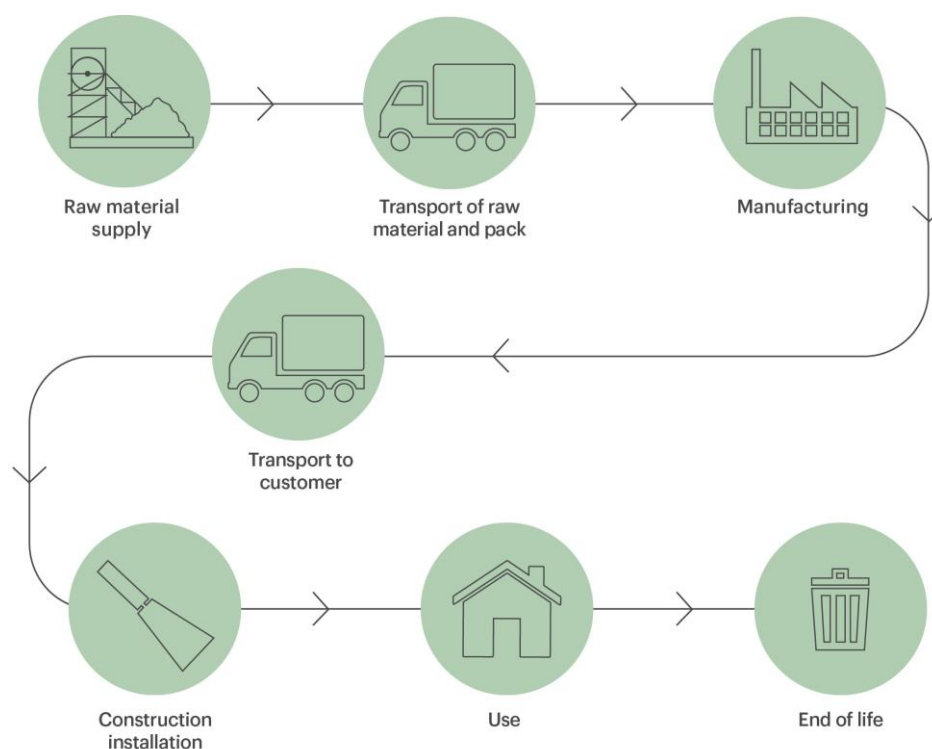 Raw material
supply
Transport of raw
material and pack
Manufacturing
Transport to
customer
Construction
installation
Use
End of life